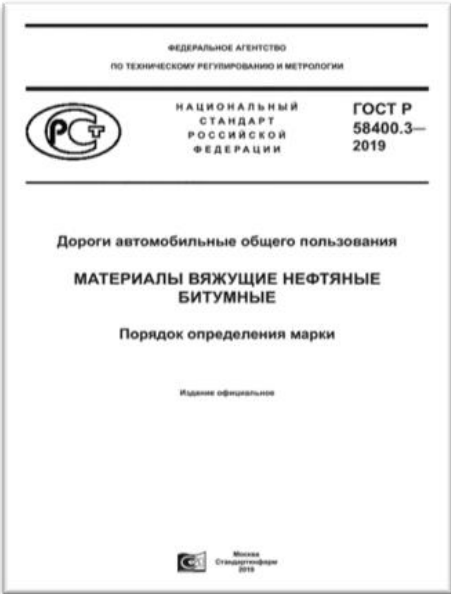 ФЕДЕРАЛЬНОЕ АГЕНТСТВО
ПО ТЕХНИЧЕСКОМУ РЕГУЛИРОВАНИЮ И МЕТРОЛОГИИ
НАЦИОНАЛЬНЫЙ
СТАНДАРТ
РОССИЙСКОЙ
ФЕДЕРАЦИИ
ГОСТ Р
58400.3—
2019
Дороги автомобильные общего пользования
МАТЕРИАЛЫ ВЯЖУЩИЕ НЕФТЯНЫЕ
БИТУМНЫЕ
Порядок определения марки
Издание официальное
Москва
Стандартинформ
2019